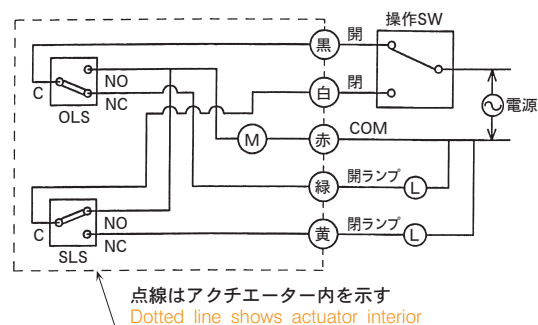 操作SW
黒 開
白 閉
C NO
NC
OLS
電源
M 赤 COM
緑 開ランプ L
C NO
NC
SLS
黄 閉ランプ L
点線はアクチエーター内を示す
Dotted line shows actuator interior